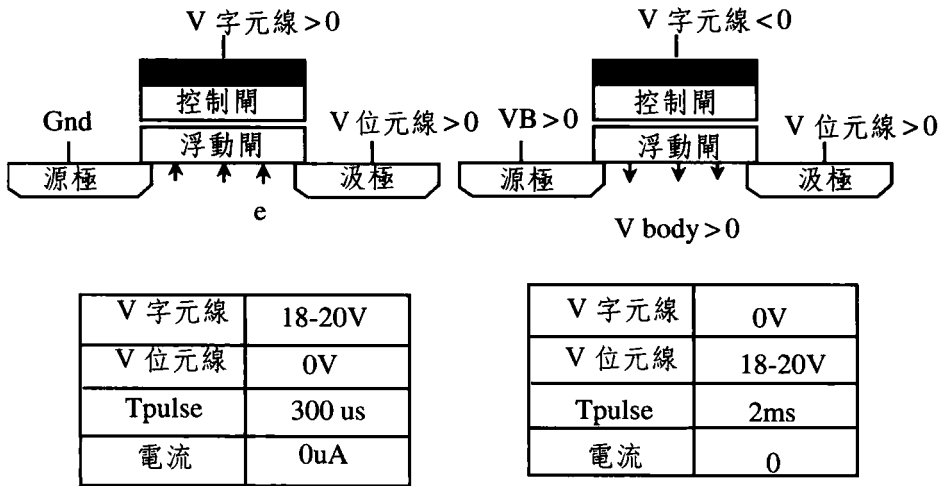 V 字元線>0
控制閘
浮動閘
Gnd
V 位元線>0
源極
汲極
e
V 字元線<0
控制閘
浮動閘
VB>0
V 位元線>0
源極
汲極
V body>0
V 字元線 18-20V
V 位元線 0V
Tpulse 300 us
電流 0uA
V 字元線 0V
V 位元線 18-20V
Tpulse 2ms
電流 0